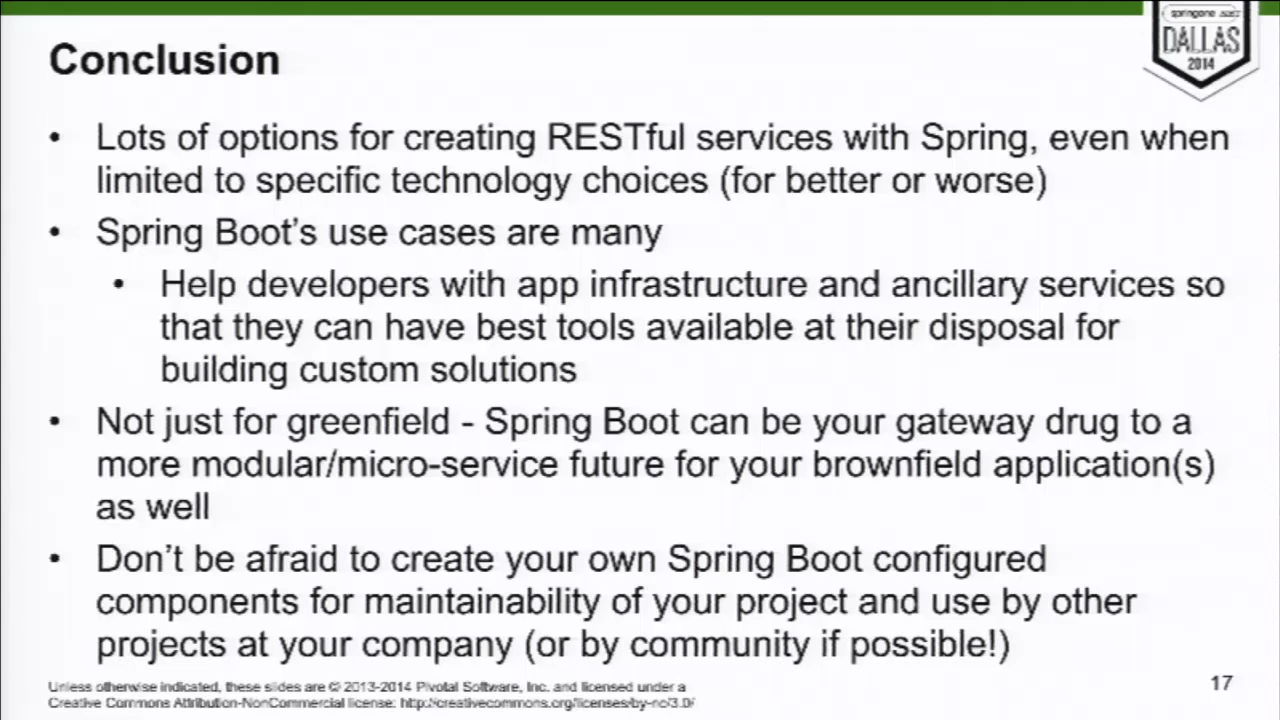 springone 2GX
DALLAS
2014
Conclusion
• Lots of options for creating RESTful services with Spring, even when
limited to specific technology choices (for better or worse)
• Spring Boot’s use cases are many
• Help developers with app infrastructure and ancillary services so
that they can have best tools available at their disposal for
building custom solutions
• Not just for greenfield - Spring Boot can be your gateway drug to a
more modular/micro-service future for your brownfield application(s)
as well
• Don’t be afraid to create your own Spring Boot configured
components for maintainability of your project and use by other
projects at your company (or by community if possible!)
Unless otherwise indicated, these slides are © 2013-2014 Pivotal Software, Inc. and licensed under a
Creative Commons Attribution-NonCommercial license: http://creativecommons.org/licenses/by-nc/3.0/
17